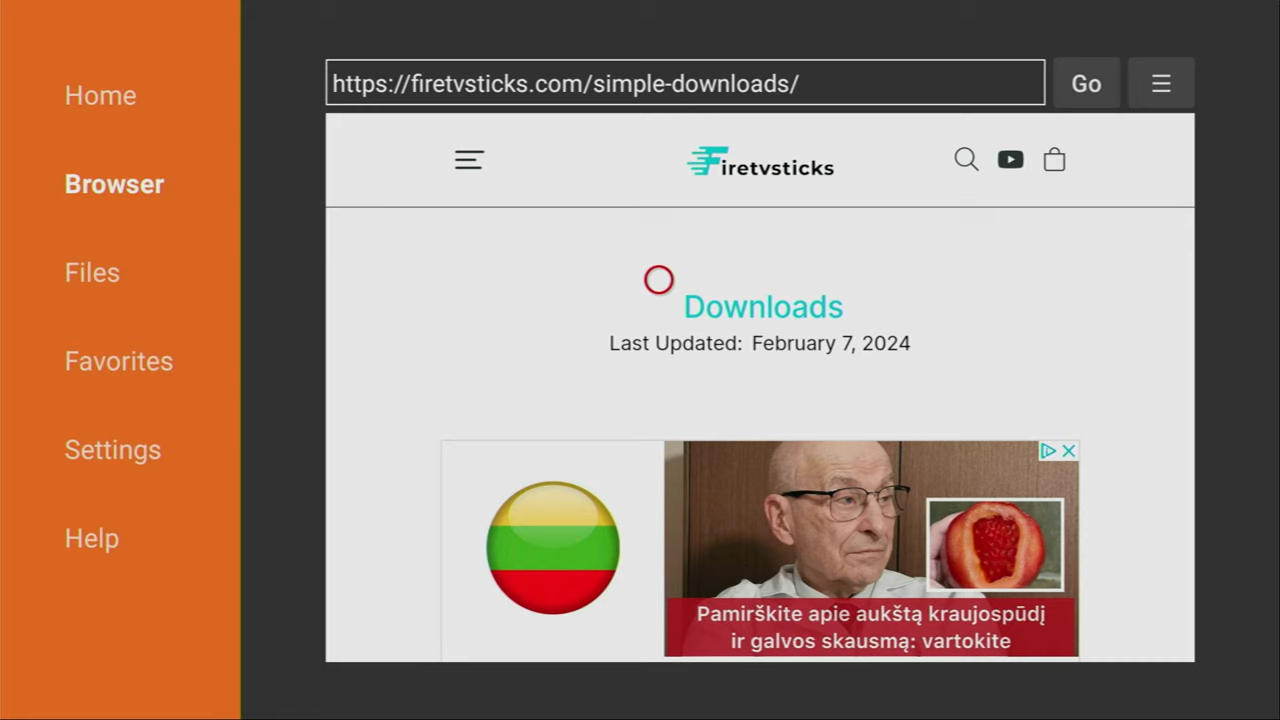 Home
Browser
Files
Favorites
Settings
Help
https://firetvsticks.com/simple-downloads/
Go
Firetvsticks
Downloads
Last Updated: February 7, 2024
Pamirškite apie aukštą kraujospūdį
ir galvos skausmą: vartokite